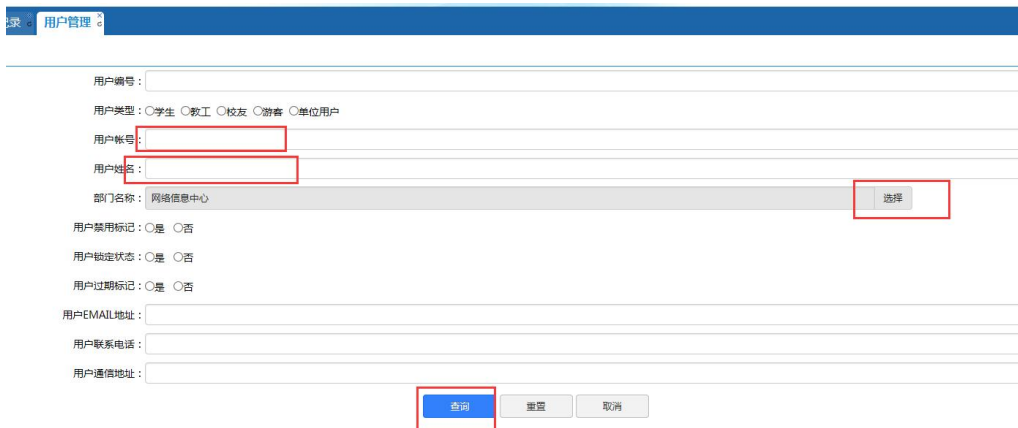 录 用户管理
用户编号：
用户类型：学生 教工 校友 游客 单位用户
用户帐号：
用户姓名：
部门名称： 网络信息中心 选择
用户禁用标记：是 否
用户锁定状态：是 否
用户过期标记：是 否
用户EMAIL地址：
用户联系电话：
用户通信地址：
查询 重置 取消